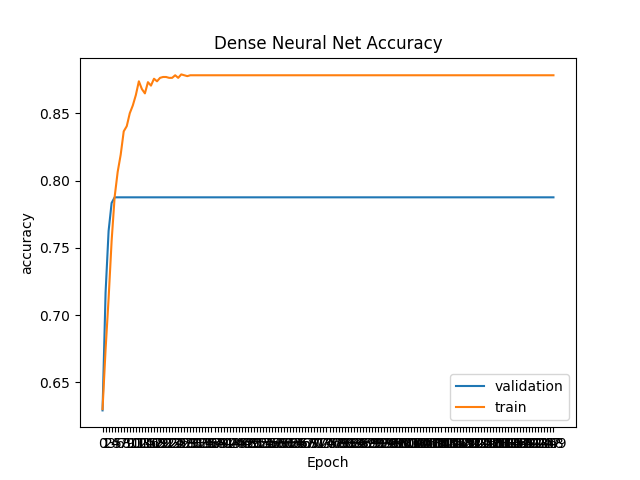 Dense Neural Net Accuracy
accuracy
0.85
0.80
0.75
0.70
0.65
validation
train
Epoch